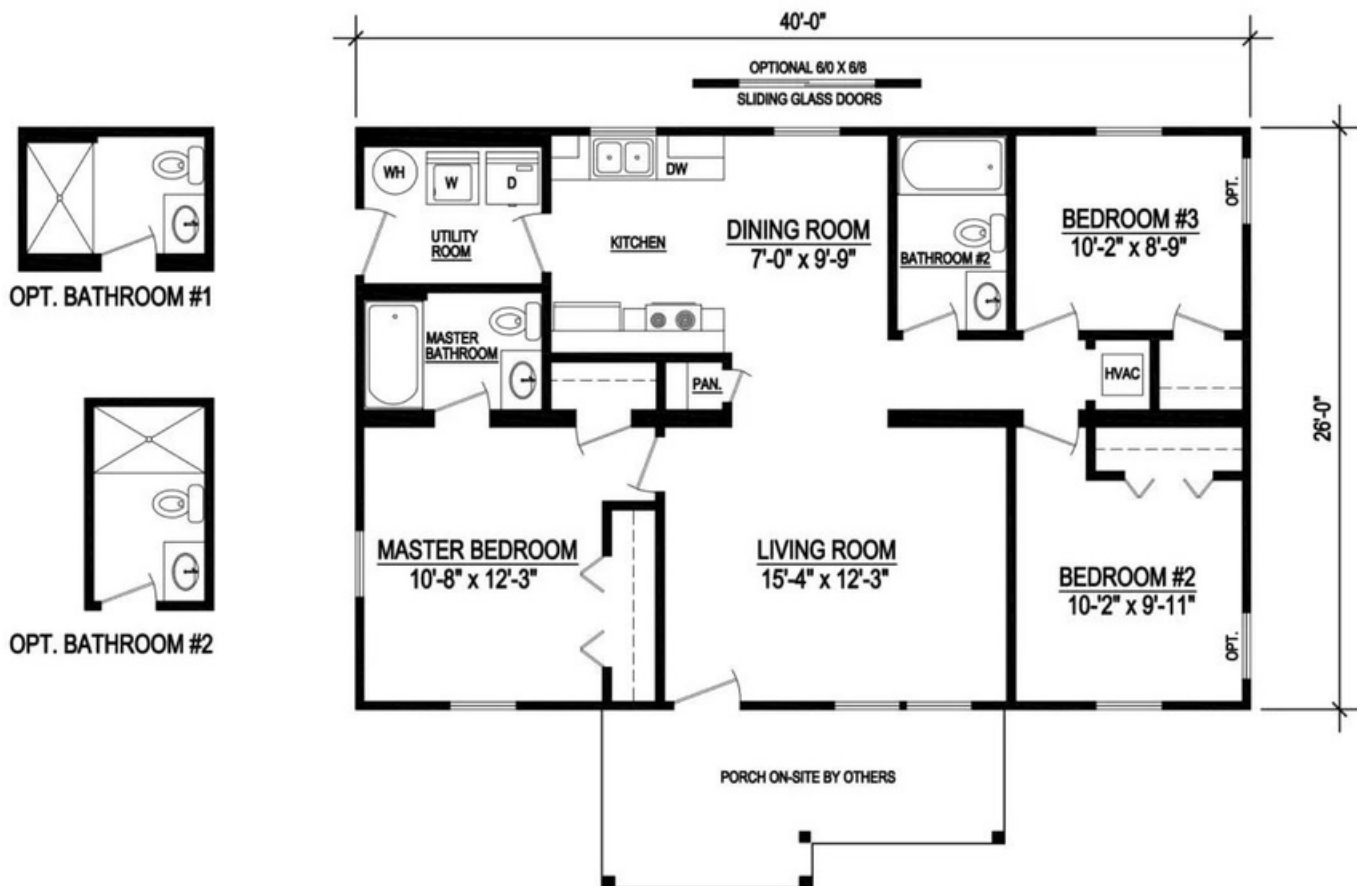 40'-0"
OPTIONAL 6/0 X 6/8
SLIDING GLASS DOORS
WH
W
D
DW
UTILITY
ROOM
KITCHEN
DINING ROOM
7'-0" x 9'-9"
BATHROOM #2
BEDROOM #3
10'-2" x 8'-9"
OPT.
OPT. BATHROOM #1
MASTER
BATHROOM
PAN.
HVAC
26'-0"
MASTER BEDROOM
10'-8" x 12'-3"
LIVING ROOM
15'-4" x 12'-3"
BEDROOM #2
10-'2" x 9'-11"
OPT.
OPT. BATHROOM #2
PORCH ON-SITE BY OTHERS